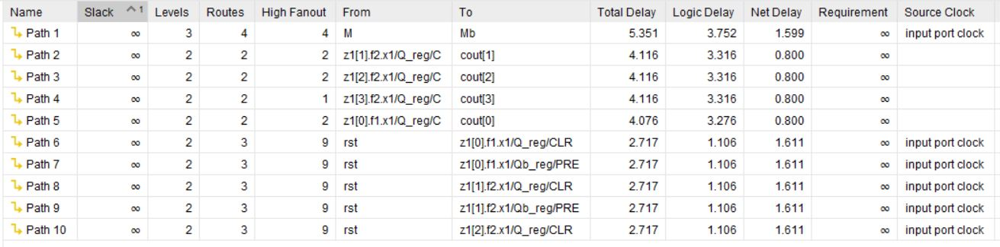 Name Slack 1 Levels Routes High Fanout From To Total Delay Logic Delay Net Delay Requirement Source Clock
Path 1 ∞ 3 4 4 M Mb 5.351 3.752 1.599 ∞ input port clock
Path 2 ∞ 2 2 2 z1[1].f2.x1/Q_reg/C cout[1] 4.116 3.316 0.800 ∞
Path 3 ∞ 2 2 2 z1[2].f2.x1/Q_reg/C cout[2] 4.116 3.316 0.800 ∞
Path 4 ∞ 2 2 1 z1[3].f2.x1/Q_reg/C cout[3] 4.116 3.316 0.800 ∞
Path 5 ∞ 2 2 2 z1[0].f1.x1/Q_reg/C cout[0] 4.076 3.276 0.800 ∞
Path 6 ∞ 2 3 9 rst z1[0].f1.x1/Q_reg/CLR 2.717 1.106 1.611 ∞ input port clock
Path 7 ∞ 2 3 9 rst z1[0].f1.x1/Qb_reg/PRE 2.717 1.106 1.611 ∞ input port clock
Path 8 ∞ 2 3 9 rst z1[1].f2.x1/Q_reg/CLR 2.717 1.106 1.611 ∞ input port clock
Path 9 ∞ 2 3 9 rst z1[1].f2.x1/Qb_reg/PRE 2.717 1.106 1.611 ∞ input port clock
Path 10 ∞ 2 3 9 rst z1[2].f2.x1/Q_reg/CLR 2.717 1.106 1.611 ∞ input port clock